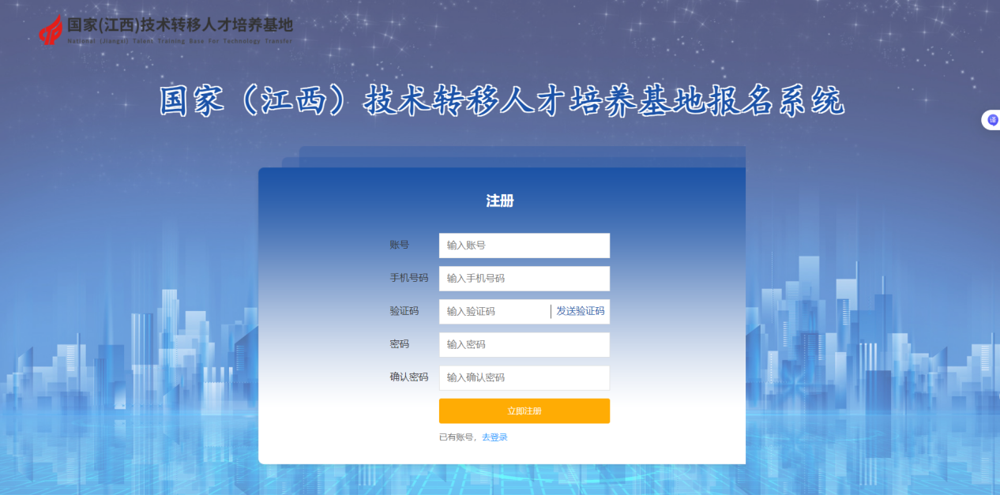 国家(江西)技术转移人才培养基地
National (Jiangxi) Talent Training Base For Technology Transfer
国家（江西）技术转移人才培养基地报名系统
译
注册
账号 输入账号
手机号码 输入手机号码
验证码 输入验证码 发送验证码
密码 输入密码
确认密码 输入确认密码
立即注册
已有账号，去登录